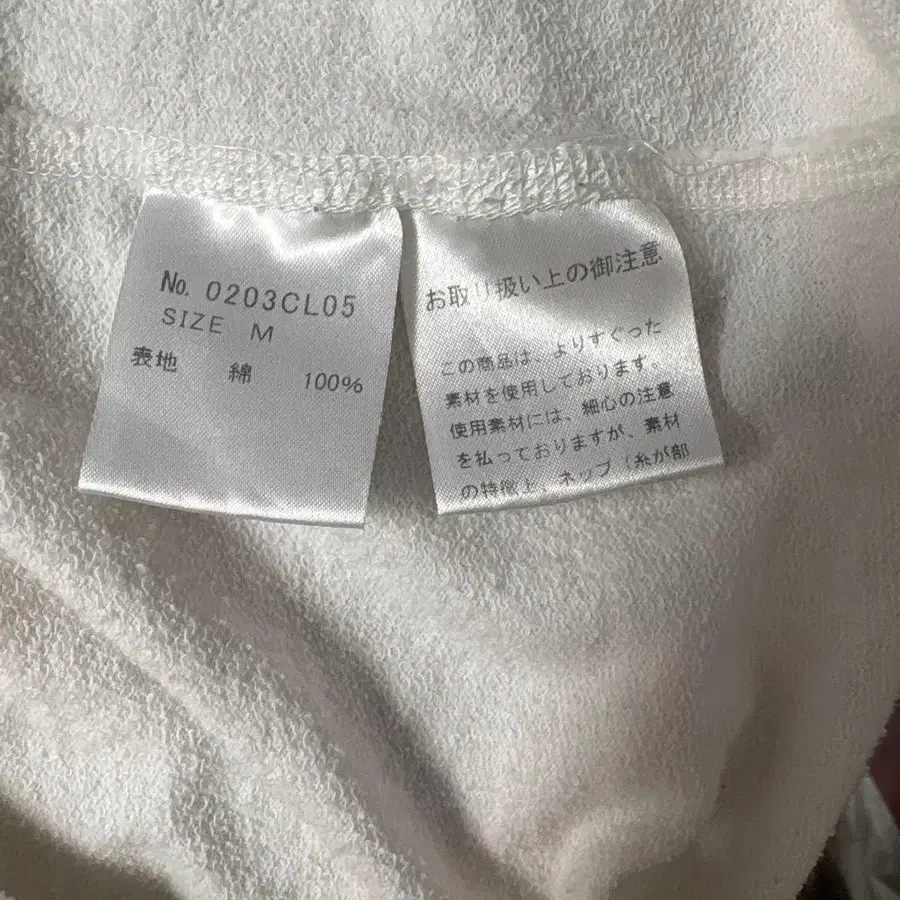 No. 0203CL05
SIZE M
表地 綿 100%
お取り扱い上の御注意
この商品は、よりすぐった
素材を使用しております。
使用素材には、細心の注意
を払っておりますが、素材
の特徴上、ネップ（糸が部